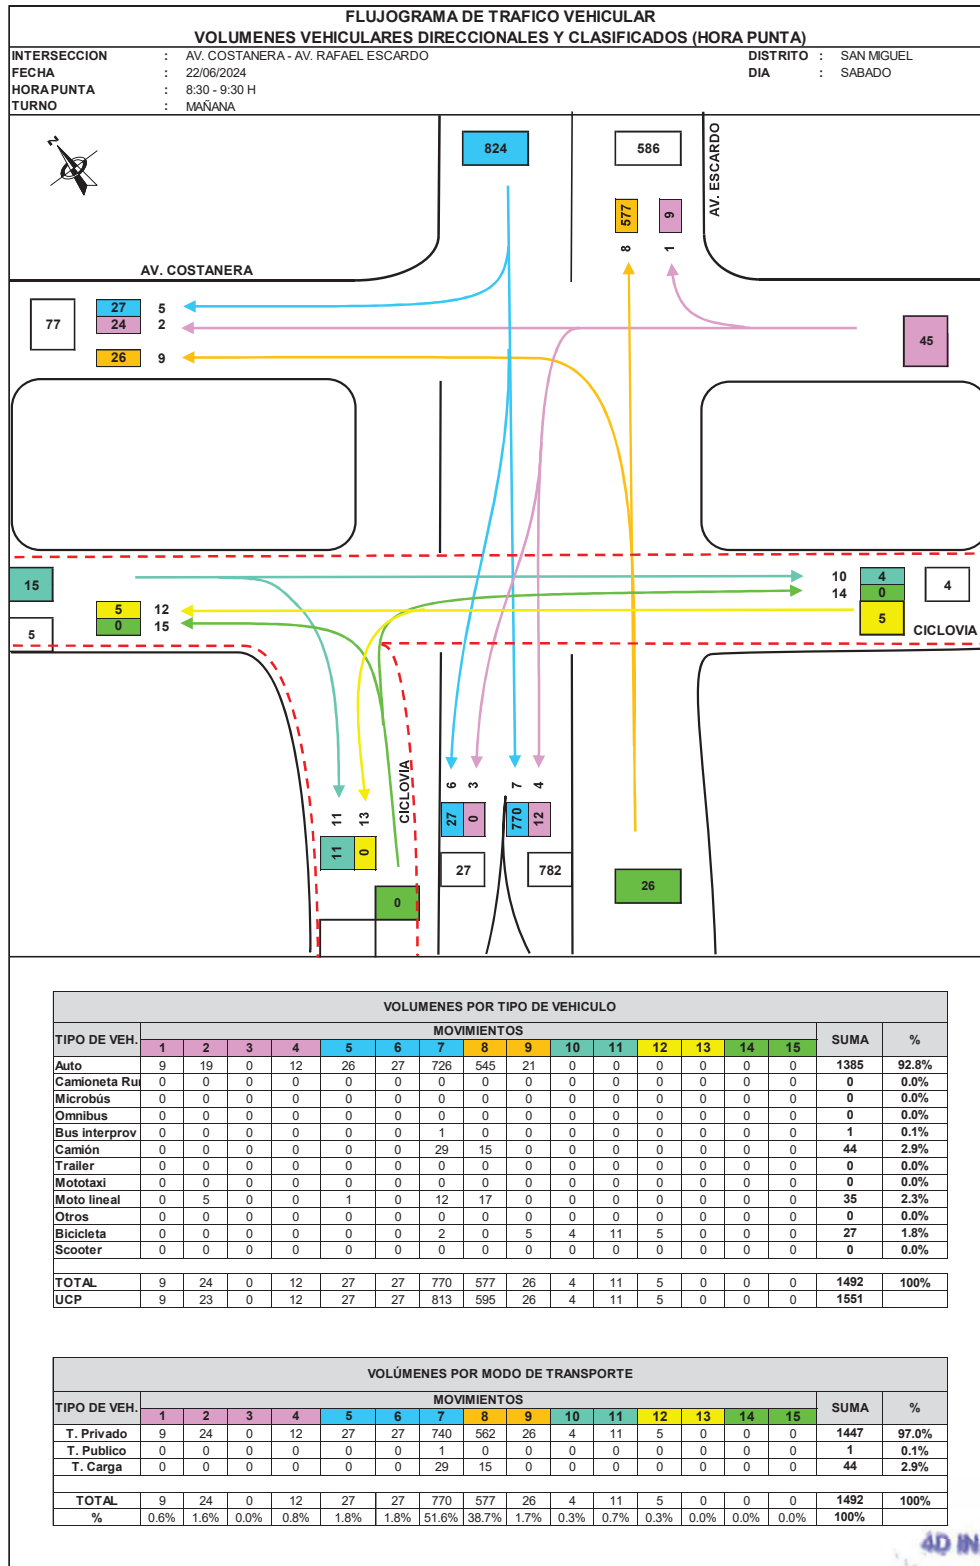 FLUJOGRAMA DE TRAFICO VEHICULAR
VOLUMENES VEHICULARES DIRECCIONALES Y CLASIFICADOS (HORA PUNTA)
INTERSECCION : AV. COSTANERA - AV. RAFAEL ESCARDO DISTRITO : SAN MIGUEL
FECHA : 22/06/2024 DIA : SABADO
HORA PUNTA : 8:30 - 9:30 H
TURNO : MAÑANA
N
824 586
AV. ESCARDO
577 9
8 1
AV. COSTANERA
77 27 5
24 2
26 9
45
15 10 4 4
14 0
5 12 5
5 0 15 CICLOVIA
CICLOVIA
6 3 7 4
11 13
27 0 770 12
11 0
27 782
26
0
VOLUMENES POR TIPO DE VEHICULO
TIPO DE VEH. MOVIMIENTOS SUMA %
1 2 3 4 5 6 7 8 9 10 11 12 13 14 15
Auto 9 19 0 12 26 27 726 545 21 0 0 0 0 0 0 1385 92.8%
Camioneta Ru 0 0 0 0 0 0 0 0 0 0 0 0 0 0 0 0 0.0%
Microbús 0 0 0 0 0 0 0 0 0 0 0 0 0 0 0 0 0.0%
Omnibus 0 0 0 0 0 0 0 0 0 0 0 0 0 0 0 0 0.0%
Bus interprov 0 0 0 0 0 0 1 0 0 0 0 0 0 0 0 1 0.1%
Camión 0 0 0 0 0 0 29 15 0 0 0 0 0 0 0 44 2.9%
Trailer 0 0 0 0 0 0 0 0 0 0 0 0 0 0 0 0 0.0%
Mototaxi 0 0 0 0 0 0 0 0 0 0 0 0 0 0 0 0 0.0%
Moto lineal 0 5 0 0 1 0 12 17 0 0 0 0 0 0 0 35 2.3%
Otros 0 0 0 0 0 0 0 0 0 0 0 0 0 0 0 0 0.0%
Bicicleta 0 0 0 0 0 0 2 0 5 4 11 5 0 0 0 27 1.8%
Scooter 0 0 0 0 0 0 0 0 0 0 0 0 0 0 0 0 0.0%
TOTAL 9 24 0 12 27 27 770 577 26 4 11 5 0 0 0 1492 100%
UCP 9 23 0 12 27 27 813 595 26 4 11 5 0 0 0 1551
VOLÚMENES POR MODO DE TRANSPORTE
TIPO DE VEH. MOVIMIENTOS SUMA %
1 2 3 4 5 6 7 8 9 10 11 12 13 14 15
T. Privado 9 24 0 12 27 27 740 562 26 4 11 5 0 0 0 1447 97.0%
T. Publico 0 0 0 0 0 0 1 0 0 0 0 0 0 0 0 1 0.1%
T. Carga 0 0 0 0 0 0 29 15 0 0 0 0 0 0 0 44 2.9%
TOTAL 9 24 0 12 27 27 770 577 26 4 11 5 0 0 0 1492 100%
% 0.6% 1.6% 0.0% 0.8% 1.8% 1.8% 51.6% 38.7% 1.7% 0.3% 0.7% 0.3% 0.0% 0.0% 0.0% 100%
4D IN